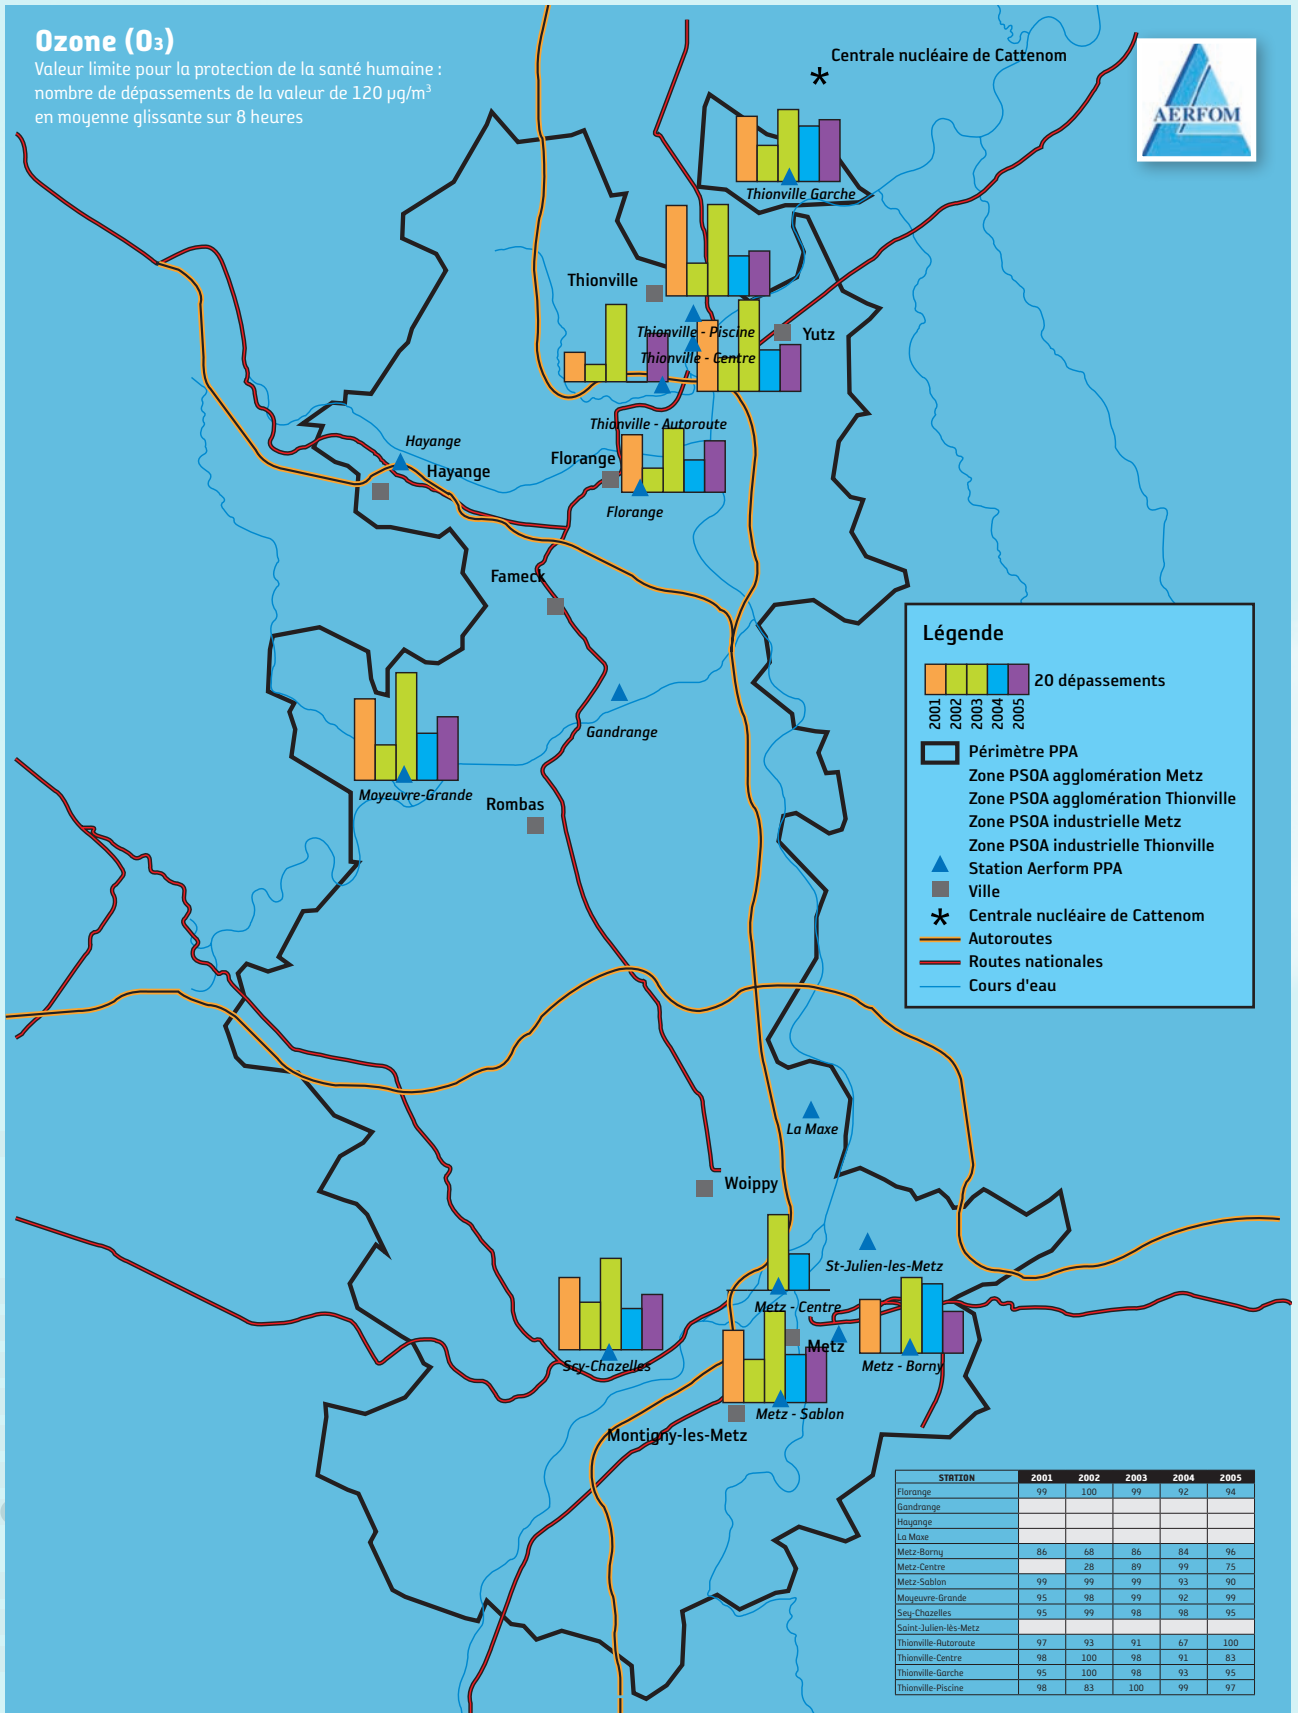 Ozone (O3)
Valeur limite pour la protection de la santé humaine :
nombre de dépassements de la valeur de 120 µg/m3
en moyenne glissante sur 8 heures
Centrale nucléaire de Cattenom
*
AERFOM
Thionville Garche
Thionville
Thionville - Piscine
Yutz
Thionville - Centre
Thionville - Autoroute
Hayange
Hayange
Florange
Florange
Fameck
Gandrange
Moyeuvre-Grande
Rombas
Légende
20 dépassements
2001
2002
2003
2004
2005
Périmètre PPA
Zone PSQA agglomération Metz
Zone PSQA agglomération Thionville
Zone PSQA industrielle Metz
Zone PSQA industrielle Thionville
Station Aerform PPA
Ville
* Centrale nucléaire de Cattenom
Autoroutes
Routes nationales
Cours d'eau
La Maxe
Woippy
St-Julien-les-Metz
Metz - Centre
Metz
Scy-Chazelles
Metz - Borny
Metz - Sablon
Montigny-les-Metz
STATION 2001 2002 2003 2004 2005
Florange 99 100 99 92 94
Gandrange
Hayange
La Maxe
Metz-Borny 86 68 86 84 96
Metz-Centre 28 89 99 75
Metz-Sablon 99 99 99 93 90
Moyeuvre-Grande 95 98 99 92 99
Sey-Chazelles 95 99 98 98 95
Saint-Julien-lès-Metz
Thionville-Autoroute 97 93 91 67 100
Thionville-Centre 98 100 98 91 83
Thionville-Garche 95 100 98 93 95
Thionville-Piscine 98 83 100 99 97